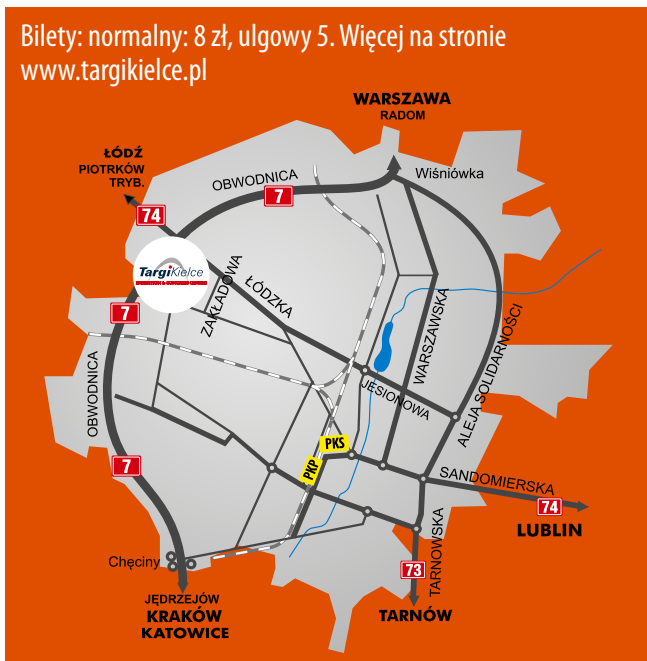 Bilety: normalny: 8 zł, ulgowy 5. Więcej na stronie
www.targikielce.pl
WARSZAWA
RADOM
ŁÓDŹ
PIOTRKÓW
TRYB.
74
OBWODNICA
7
Wiśniówka
Targi Kielce
ZAKŁADOWA
ŁÓDZKA
7
WARSZAWSKA
ALEJA SOLIDARNOŚCI
OBWODNICA
JESIONOWA
PKS
PKP
7
SANDOMIERSKA
74
LUBLIN
TARNOWSKA
Chęciny
73
JĘDRZEJÓW
KRAKÓW
KATOWICE
TARNÓW